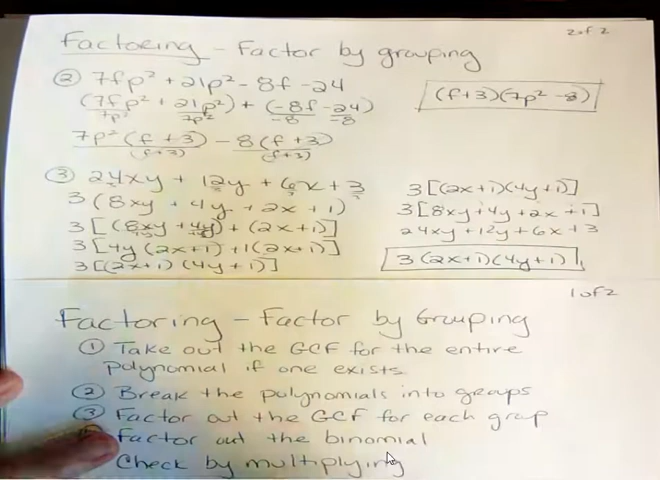 2 of 2
Factoring - Factor by grouping
② 7fp² + 21p² - 8f - 24
(7fp² + 21p²) + (-8f - 24)
7p² 7p² -8 -8
7p²(f + 3) - 8(f + 3)
(f+3) (f+3)
(f+3)(7p² - 8)
③ 24xy + 12y + 6x + 3
3(8xy + 4y + 2x + 1)
3[(8xy + 4y) + (2x + 1)]
3[4y(2x+1) + 1(2x+1)]
3[(2x+1)(4y+1)]
3[(2x+1)(4y+1)]
3[8xy+4y+2x+1]
24xy + 12y + 6x + 3
3(2x+1)(4y+1)
1 of 2
Factoring - Factor by Grouping
① Take out the GCF for the entire
polynomial if one exists
② Break the polynomials into groups
③ Factor out the GCF for each group
Factor out the binomial
Check by multiplying